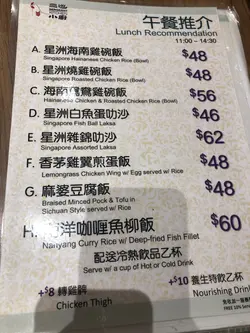 小廚
午餐推介
Lunch Recommendation
11:00 - 14:30
A. 星洲海南雞碗飯 $48
Singapore Hainanese Chicken Rice (Bowl)
B. 星洲燒雞碗飯 $48
Singapore Roasted Chicken Rice (Bowl)
C. 海南鴛鴦雞碗飯 $56
Hainanese Chicken & Roasted Chicken Rice (Bowl)
D. 星洲白魚蛋叻沙 $46
Singapore Fish Ball Laksa
E. 星洲雜錦叻沙 $62
Singapore Assorted Laksa
F. 香茅雞翼煎蛋飯 $48
Lemongrass Chicken Wing w/ Egg served w/ Rice
G. 麻婆豆腐飯 $48
Braised Minced Pork & Tofu in
Sichuan Style served w/ Rice
H. 南洋咖喱魚柳飯 $60
Nanyang Curry Rice w/ Deep-fried Fish Fillet
配送冷熱飲品乙杯
Serve w/ a cup of Hot or Cold Drink
+$8 轉雞髀
Chicken Thigh
+$10 養生特飲乙杯
Nourishing Drink